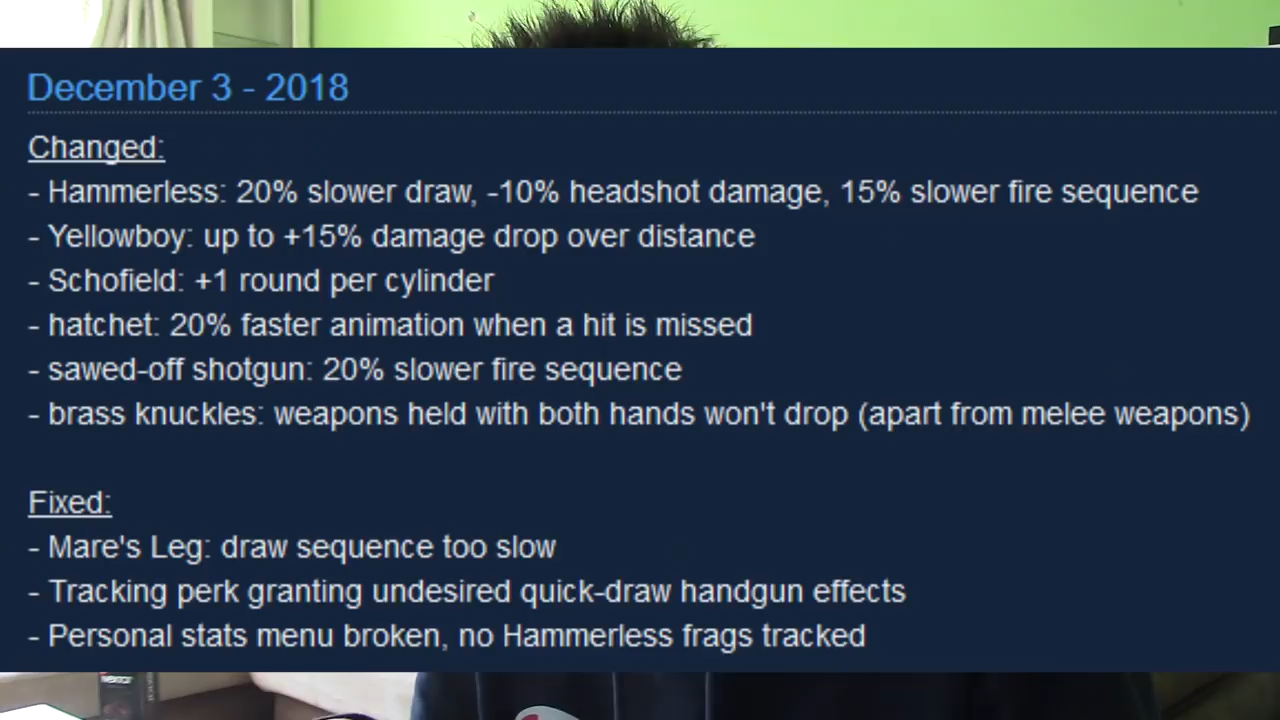 December 3 - 2018
Changed:
- Hammerless: 20% slower draw, -10% headshot damage, 15% slower fire sequence
- Yellowboy: up to +15% damage drop over distance
- Schofield: +1 round per cylinder
- hatchet: 20% faster animation when a hit is missed
- sawed-off shotgun: 20% slower fire sequence
- brass knuckles: weapons held with both hands won't drop (apart from melee weapons)
Fixed:
- Mare's Leg: draw sequence too slow
- Tracking perk granting undesired quick-draw handgun effects
- Personal stats menu broken, no Hammerless frags tracked